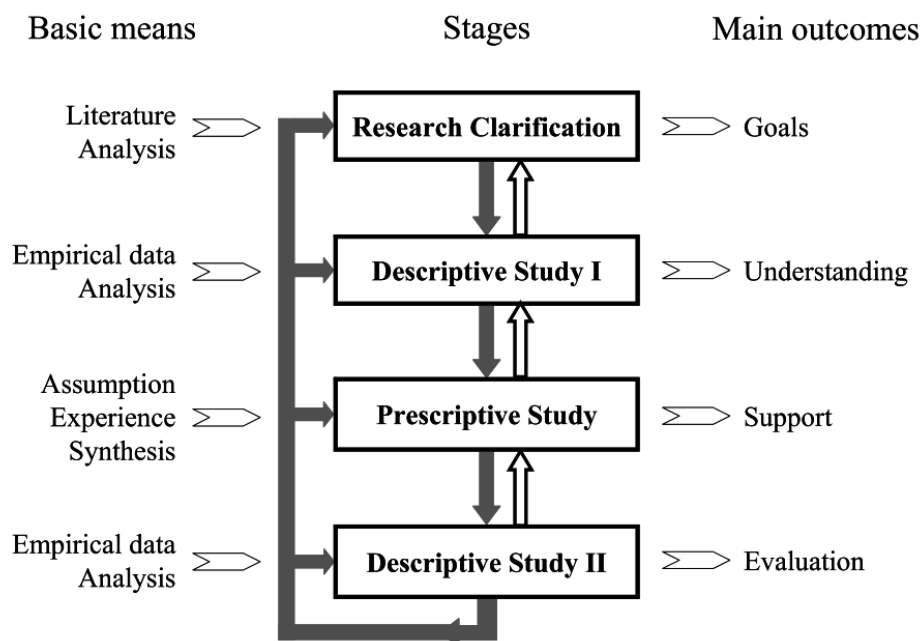 Basic means
Stages
Main outcomes
Literature
Analysis
Research Clarification
Goals
Empirical data
Analysis
Descriptive Study I
Understanding
Assumption
Experience
Synthesis
Prescriptive Study
Support
Empirical data
Analysis
Descriptive Study II
Evaluation